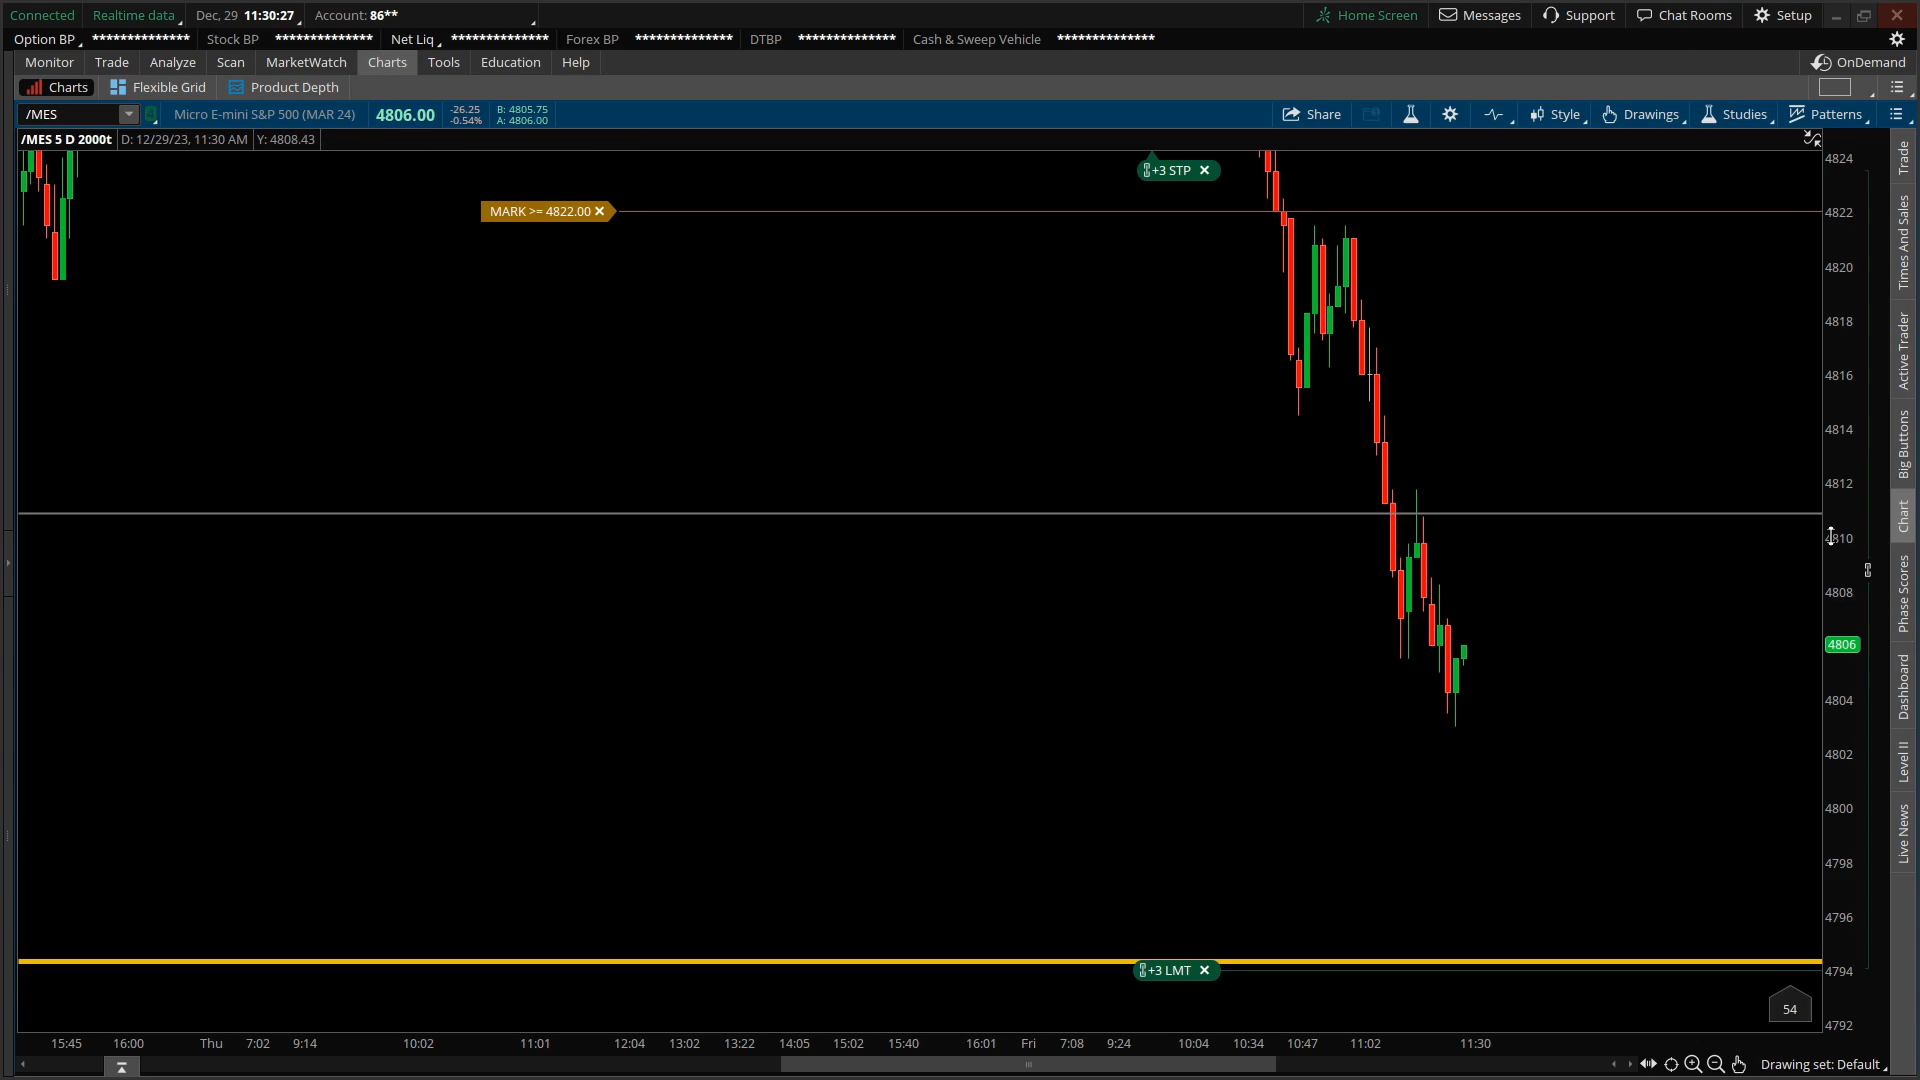 Connected Realtime data Dec, 29 11:30:27 Account: 86** Home Screen Messages Support Chat Rooms Setup
Option BP ************** Stock BP ************** Net Liq ************** Forex BP ************** DTBP ************** Cash & Sweep Vehicle **************
Monitor Trade Analyze Scan MarketWatch Charts Tools Education Help OnDemand
Charts Flexible Grid Product Depth
/MES Micro E-mini S&P 500 (MAR 24) 4806.00 -26.25 B: 4805.75 Share Style Drawings Studies Patterns
-0.54% A: 4806.00
/MES 5 D 2000t D: 12/29/23, 11:30 AM Y: 4808.43
4824
+3 STP
MARK >= 4822.00
4822
4820
4818
4816
4814
4812
4810
4808
4806
4804
4802
4800
4798
4796
+3 LMT
4794
54
4792
15:45 16:00 Thu 7:02 9:14 10:02 11:01 12:04 13:02 13:22 14:05 15:02 15:40 16:01 Fri 7:08 9:24 10:04 10:34 10:47 11:02 11:30
Drawing set: Default
Trade
Times And Sales
Active Trader
Big Buttons
Chart
Phase Scores
Dashboard
Level II
Live News